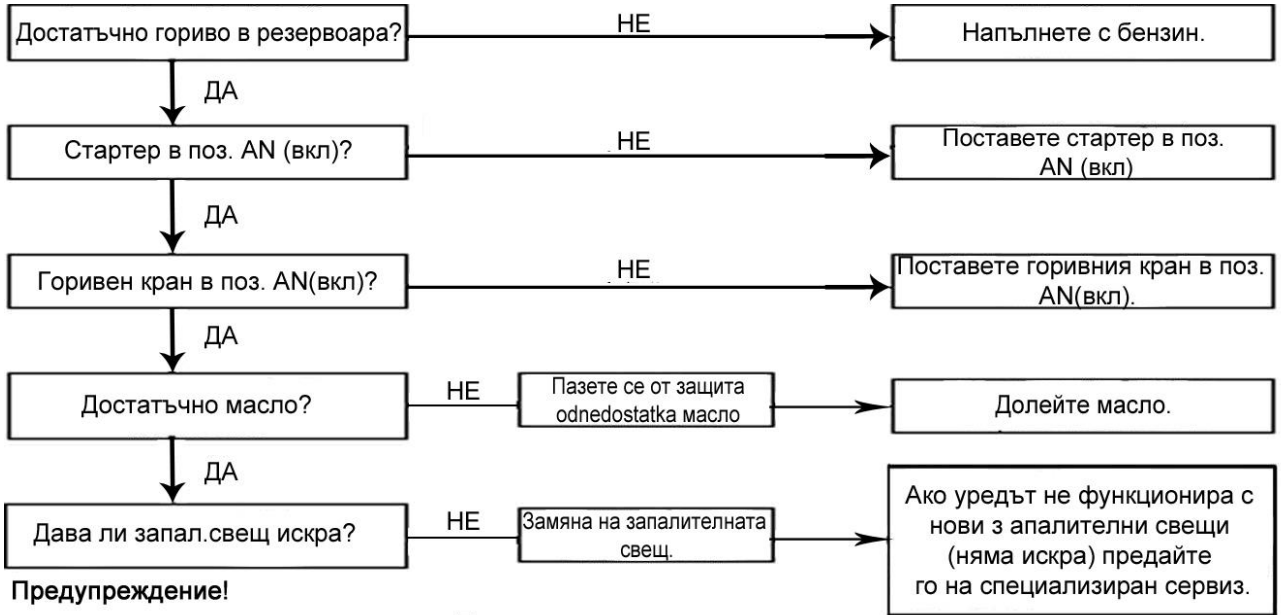 Достатъчно гориво в резервоара?
НЕ
Напълнете с бензин.
ДА
Стартер в поз. AN (вкл)?
НЕ
Поставете стартер в поз.
AN (вкл)
ДА
Горивен кран в поз. AN(вкл)?
НЕ
Поставете горивния кран в поз.
AN(вкл).
ДА
Достатъчно масло?
НЕ
Пазете се от защита
odnedostatka масло
Долейте масло.
ДА
Дава ли запал.свещ искра?
НЕ
Замяна на запалителната
свещ.
Ако уредът не функционира с
нови з апалителни свещи
(няма искра) предайте
го на специализиран сервиз.
Предупреждение!